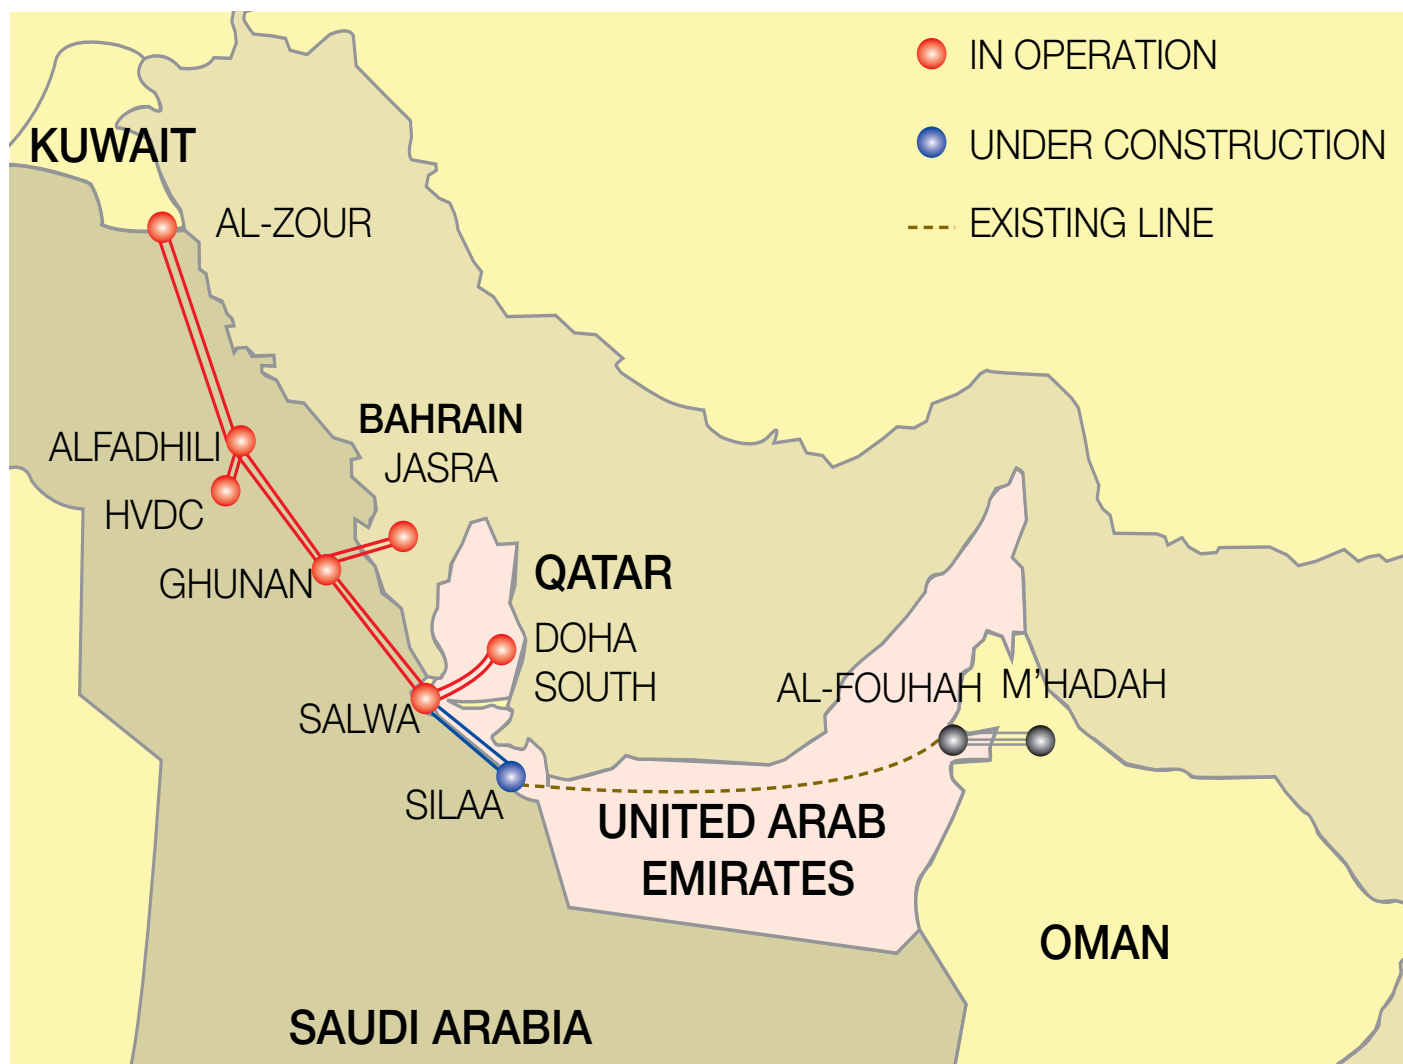 IN OPERATION
UNDER CONSTRUCTION
EXISTING LINE
KUWAIT
AL-ZOUR
BAHRAIN
JASRA
ALFADHILI
HVDC
GHUNAN
QATAR
DOHA
SOUTH
SALWA
AL-FOUHAH
M’HADAH
SILAA
UNITED ARAB
EMIRATES
OMAN
SAUDI ARABIA